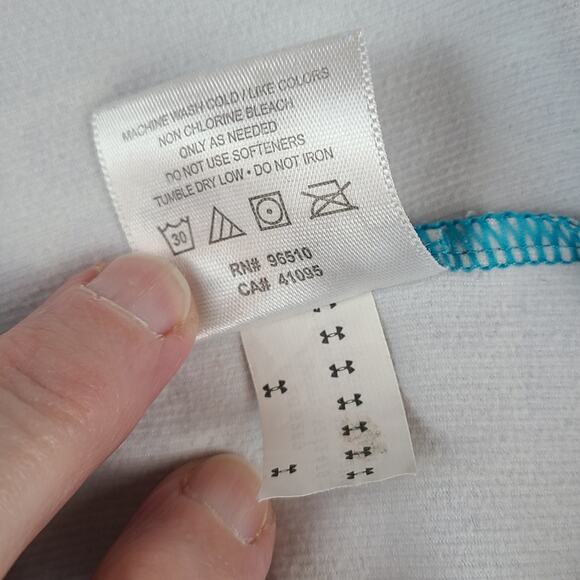 MACHINE WASH COLD / LIKE COLORS
NON CHLORINE BLEACH
ONLY AS NEEDED
DO NOT USE SOFTENERS
TUMBLE DRY LOW • DO NOT IRON
30
RN# 96510
CA# 41095